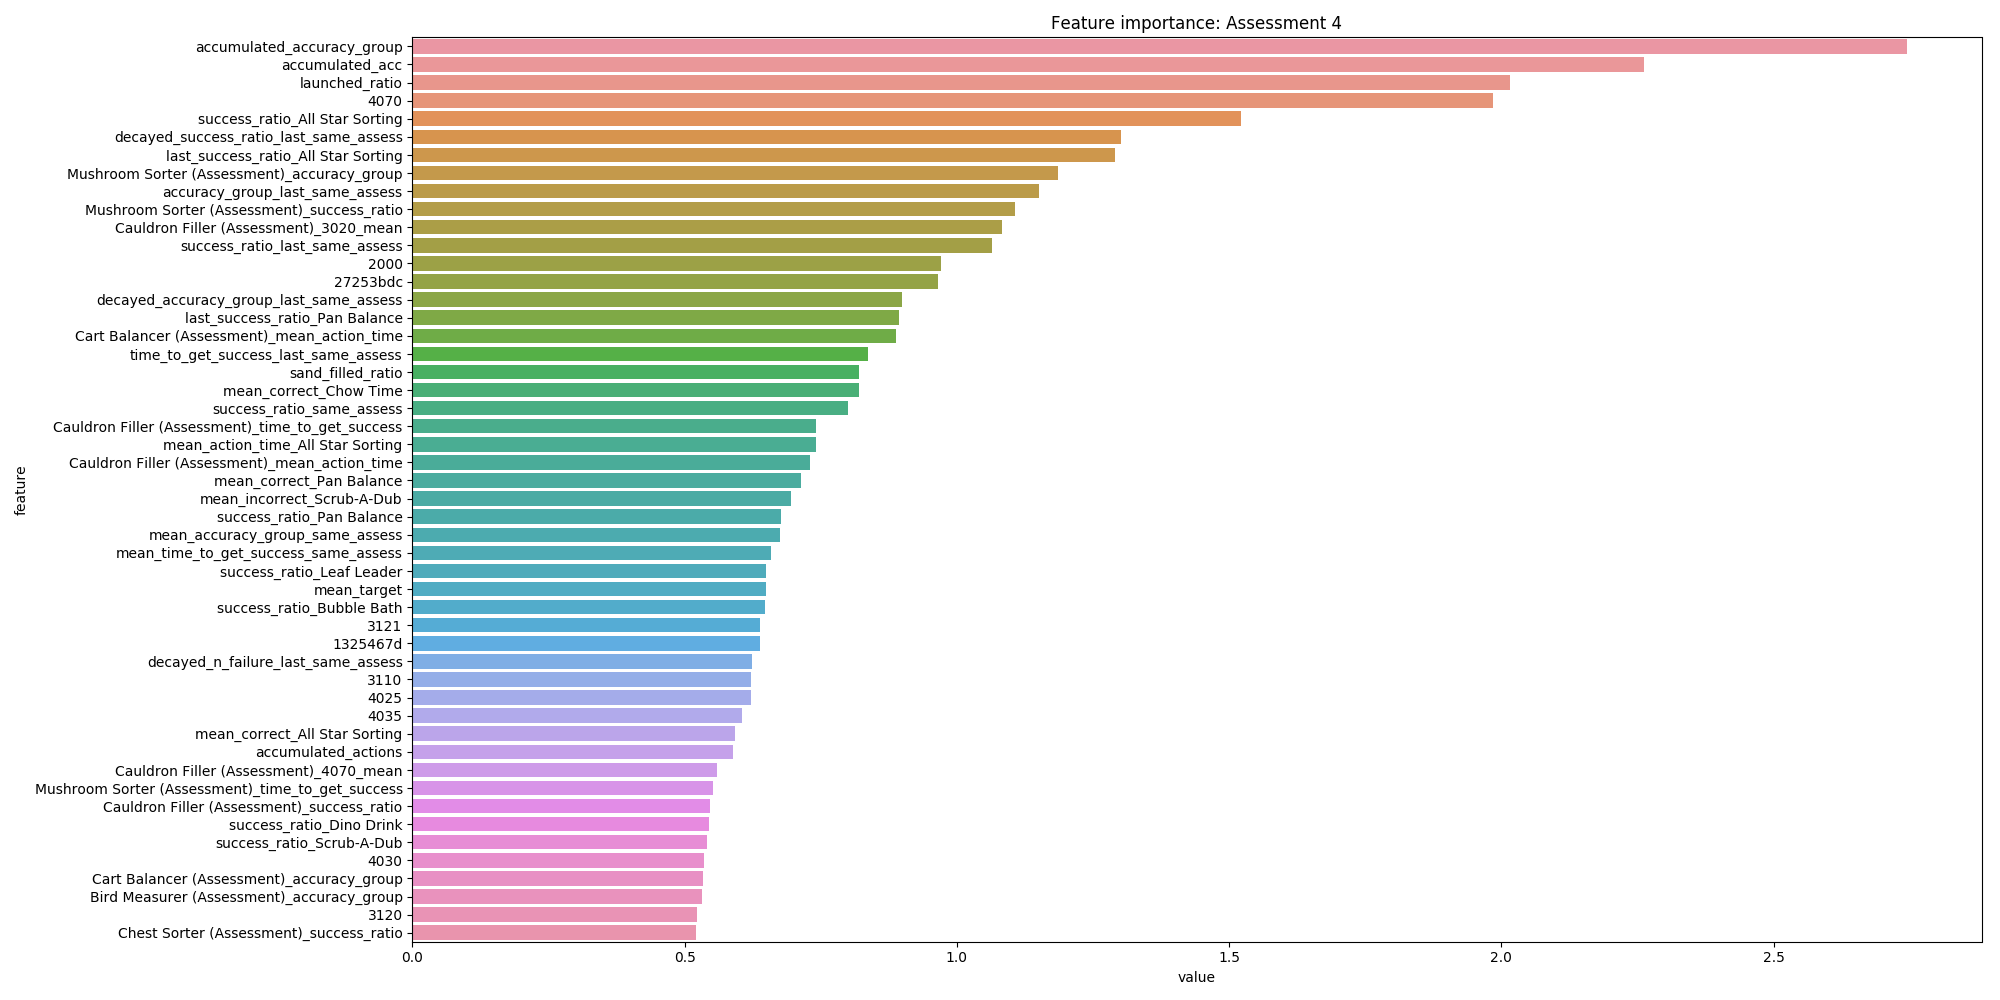 Feature importance: Assessment 4
accumulated_accuracy_group
accumulated_acc
launched_ratio
4070
success_ratio_All Star Sorting
decayed_success_ratio_last_same_assess
last_success_ratio_All Star Sorting
Mushroom Sorter (Assessment)_accuracy_group
accuracy_group_last_same_assess
Mushroom Sorter (Assessment)_success_ratio
Cauldron Filler (Assessment)_3020_mean
success_ratio_last_same_assess
2000
27253bdc
decayed_accuracy_group_last_same_assess
last_success_ratio_Pan Balance
Cart Balancer (Assessment)_mean_action_time
time_to_get_success_last_same_assess
sand_filled_ratio
mean_correct_Chow Time
success_ratio_same_assess
Cauldron Filler (Assessment)_time_to_get_success
mean_action_time_All Star Sorting
Cauldron Filler (Assessment)_mean_action_time
mean_correct_Pan Balance
mean_incorrect_Scrub-A-Dub
success_ratio_Pan Balance
mean_accuracy_group_same_assess
mean_time_to_get_success_same_assess
success_ratio_Leaf Leader
mean_target
success_ratio_Bubble Bath
3121
1325467d
decayed_n_failure_last_same_assess
3110
4025
4035
mean_correct_All Star Sorting
accumulated_actions
Cauldron Filler (Assessment)_4070_mean
Mushroom Sorter (Assessment)_time_to_get_success
Cauldron Filler (Assessment)_success_ratio
success_ratio_Dino Drink
success_ratio_Scrub-A-Dub
4030
Cart Balancer (Assessment)_accuracy_group
Bird Measurer (Assessment)_accuracy_group
3120
Chest Sorter (Assessment)_success_ratio
feature
0.0 0.5 1.0 1.5 2.0 2.5
value